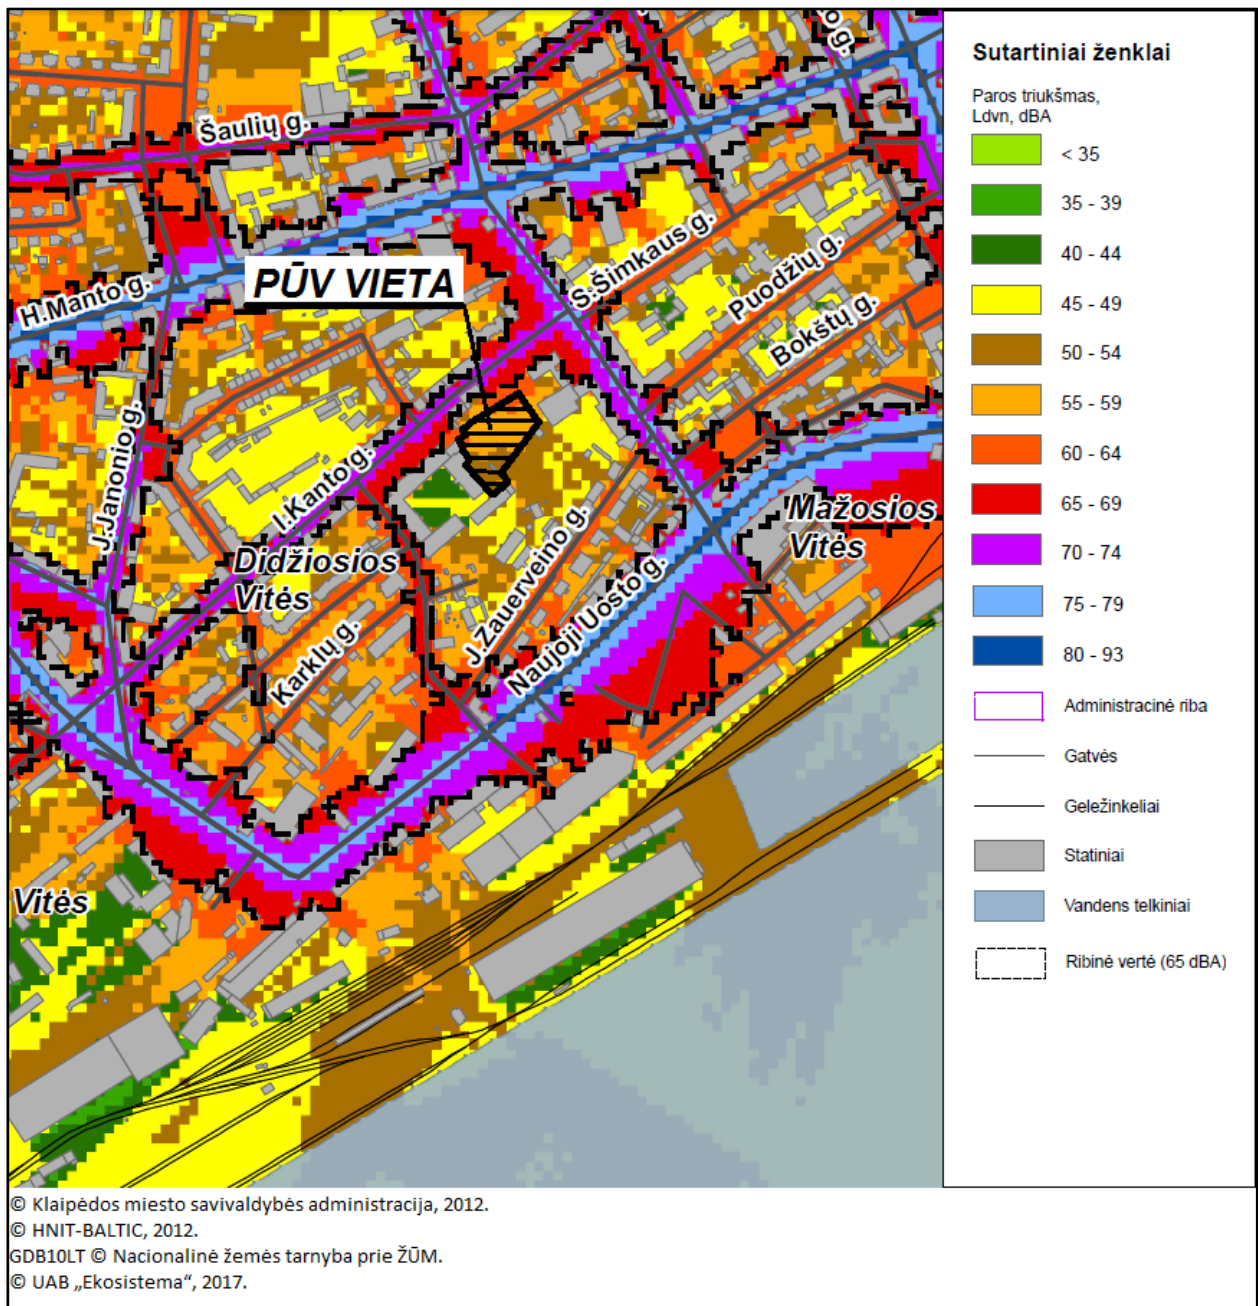 Šaulių g.
o g.
H.Manto g.
PŪV VIETA
S.Šimkaus g.
Puodžių g.
Bokštų g.
J.Janonio g.
I.Kanto g.
Didžiosios
Vitės
Karklų g.
J.Zauerveino g.
Naujoji Uosto g.
Mažosios
Vitės
Vitės
Sutartiniai ženklai
Paros triukšmas,
Ldvn, dBA
< 35
35 - 39
40 - 44
45 - 49
50 - 54
55 - 59
60 - 64
65 - 69
70 - 74
75 - 79
80 - 93
Administracinė riba
Gatvės
Geležinkeliai
Statiniai
Vandens telkiniai
Ribinė vertė (65 dBA)
© Klaipėdos miesto savivaldybės administracija, 2012.
© HNIT-BALTIC, 2012.
GDB10LT © Nacionalinė žemės tarnyba prie ŽŪM.
© UAB „Ekosistema“, 2017.